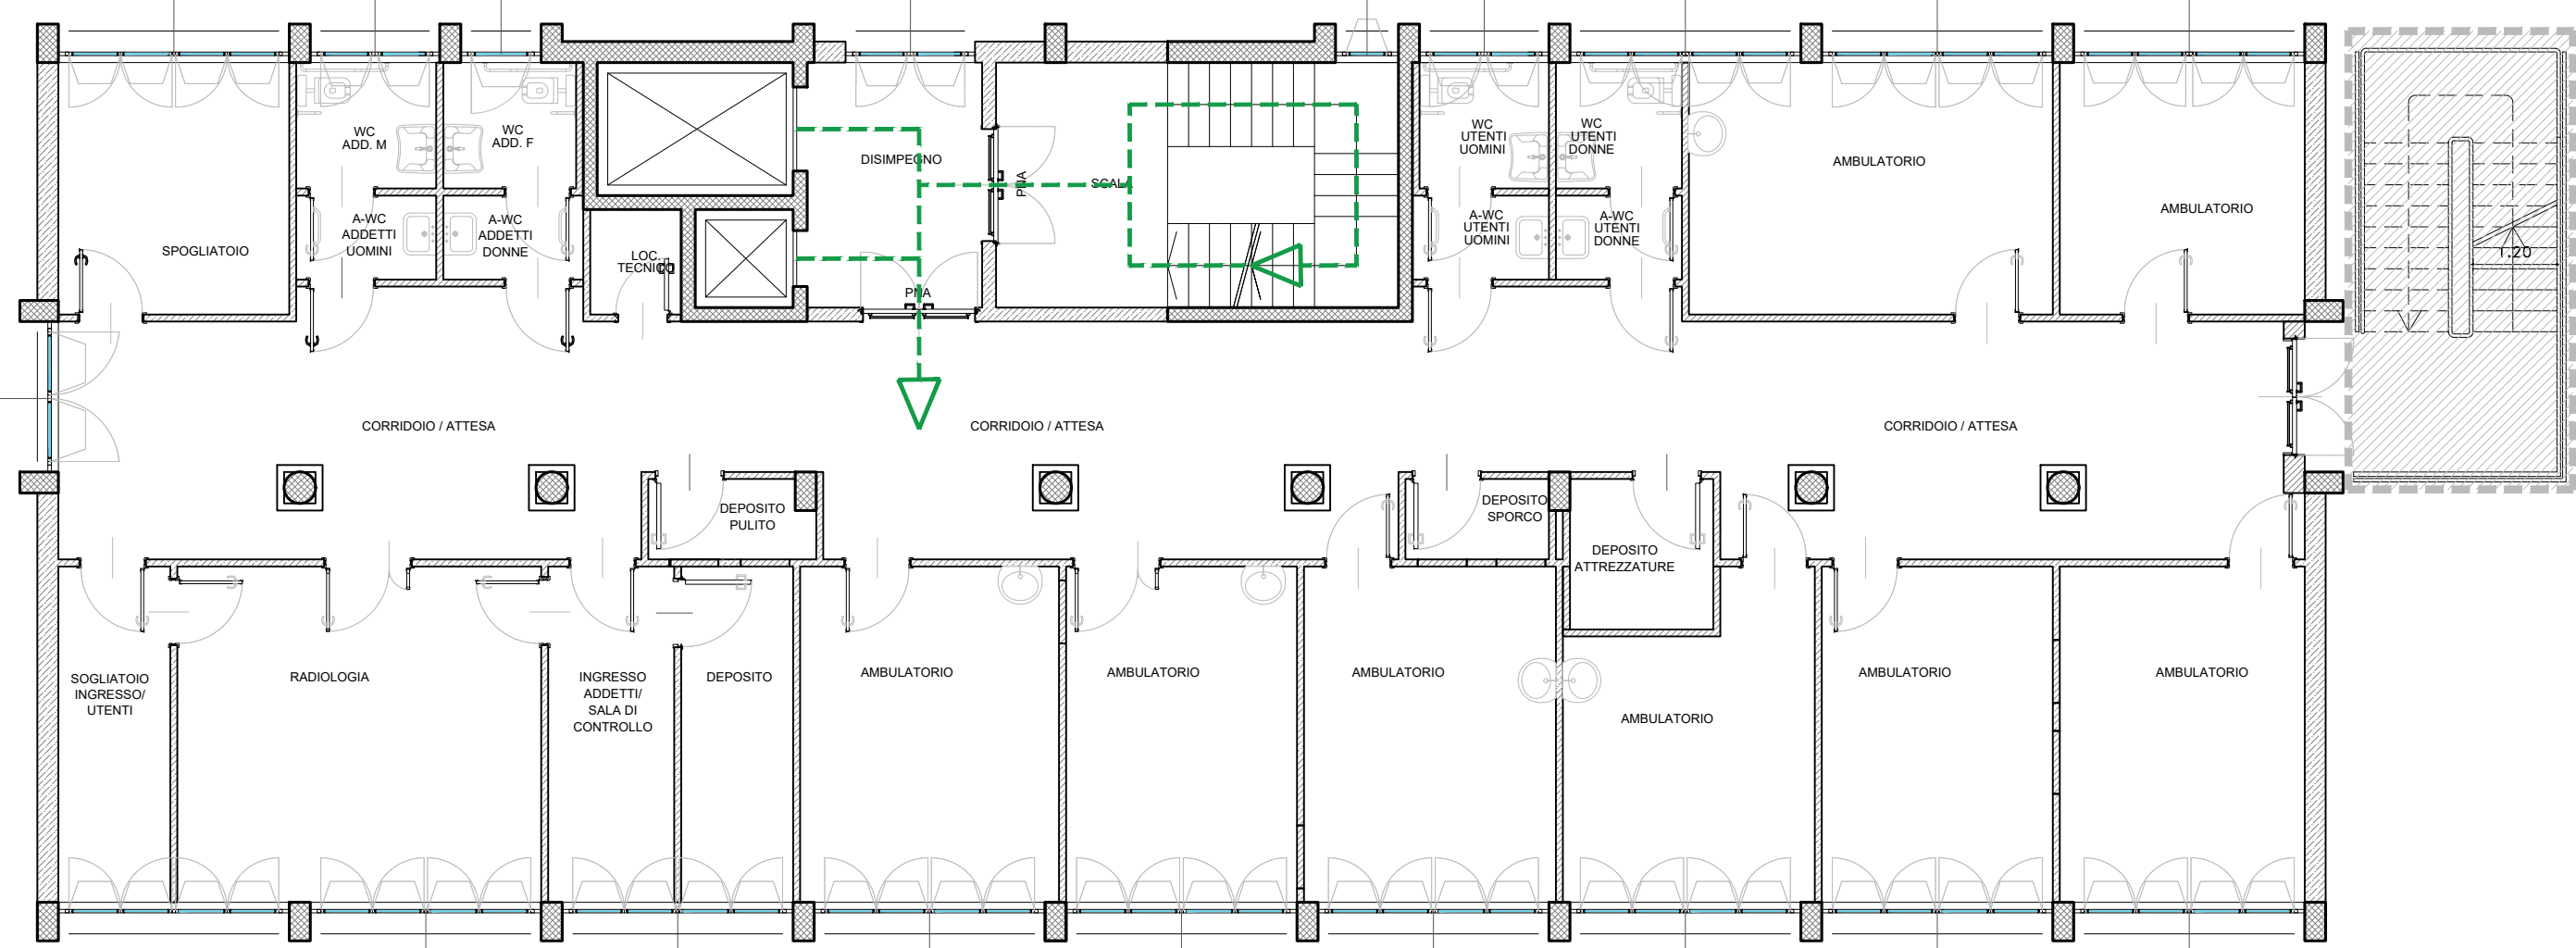 WC
ADD. M
WC
ADD. F
DISIMPEGNO
PNA
SCALA
WC
UTENTI
UOMINI
WC
UTENTI
DONNE
AMBULATORIO
AMBULATORIO
SPOGLIATOIO
A-WC
ADDETTI
UOMINI
A-WC
ADDETTI
DONNE
LOC.
TECNICO
PNA
A-WC
UTENTI
UOMINI
A-WC
UTENTI
DONNE
1.20
CORRIDOIO / ATTESA
CORRIDOIO / ATTESA
CORRIDOIO / ATTESA
DEPOSITO
PULITO
DEPOSITO
SPORCO
DEPOSITO
ATTREZZATURE
SOGLIATOIO
INGRESSO/
UTENTI
RADIOLOGIA
INGRESSO
ADDETTI/
SALA DI
CONTROLLO
DEPOSITO
AMBULATORIO
AMBULATORIO
AMBULATORIO
AMBULATORIO
AMBULATORIO
AMBULATORIO